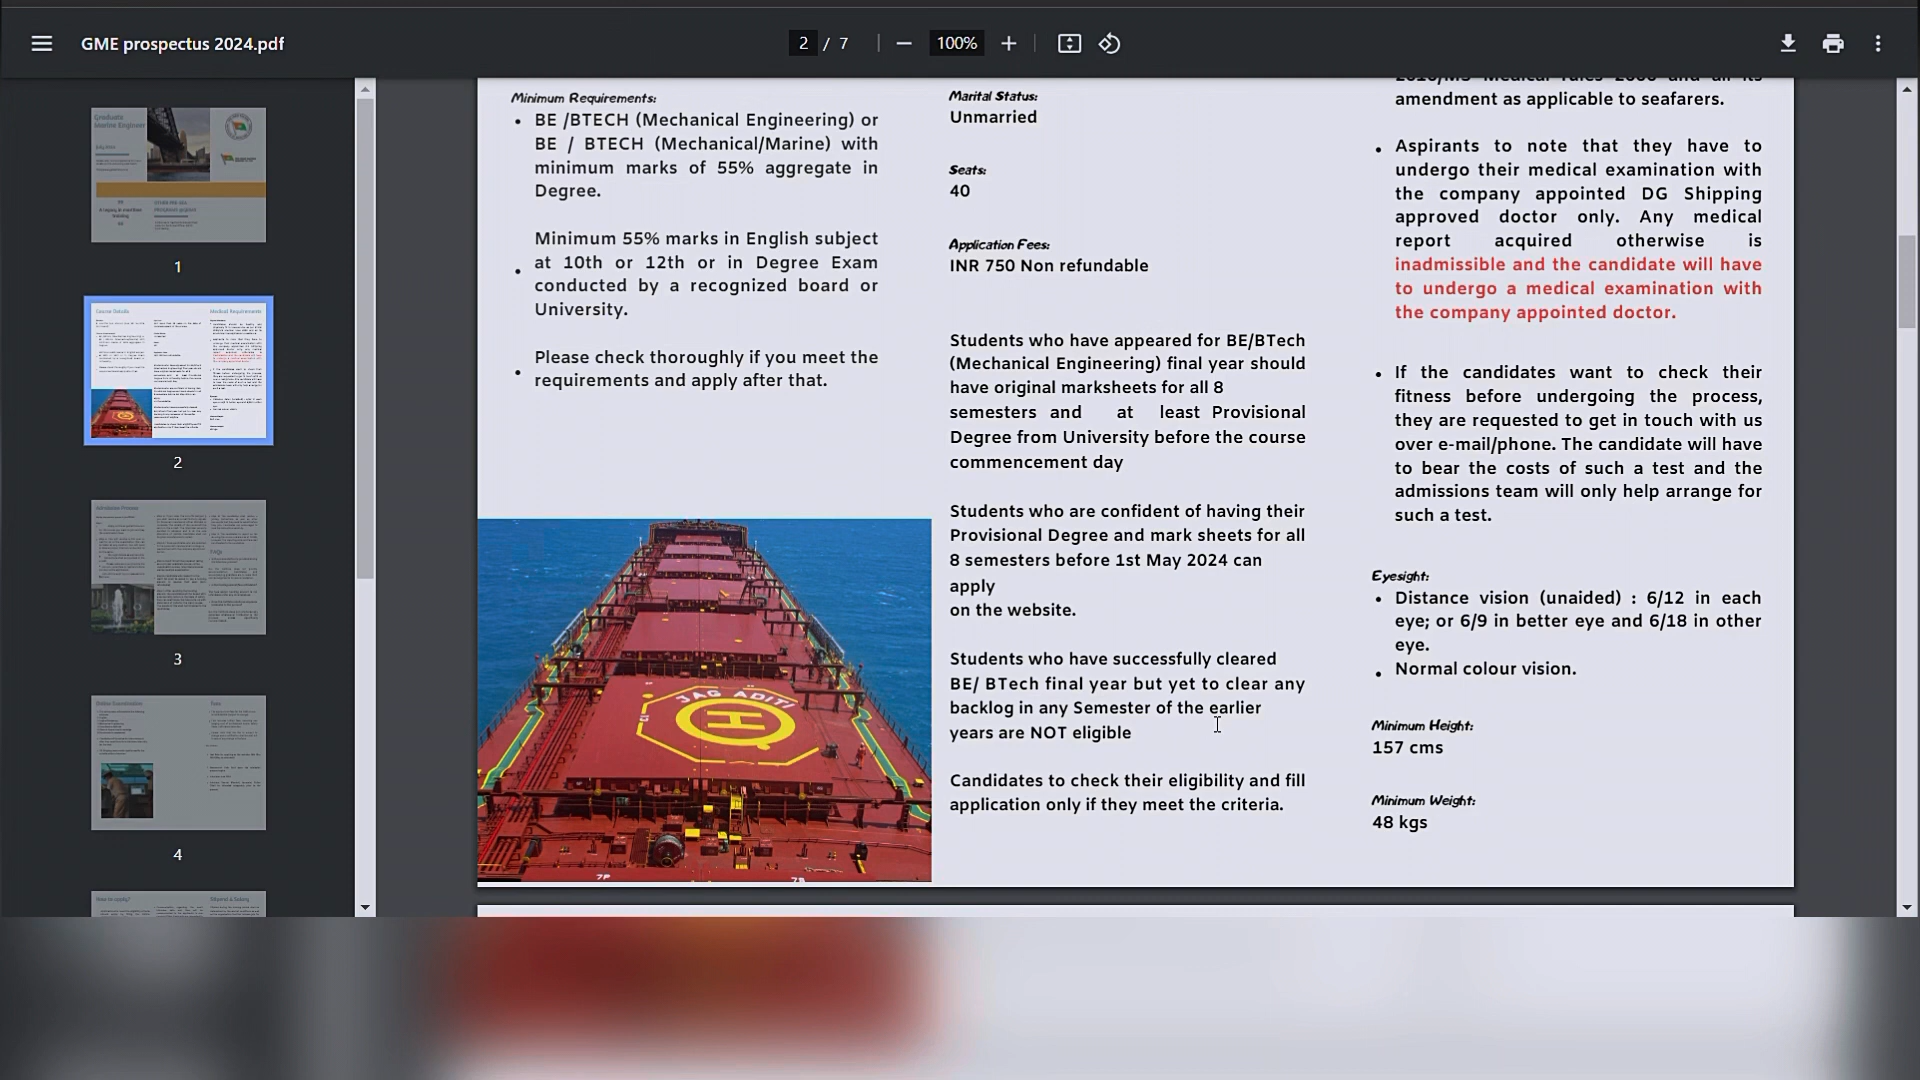 GME prospectus 2024.pdf
2 / 7
100%
Minimum Requirements:
• BE /BTECH (Mechanical Engineering) or
BE / BTECH (Mechanical/Marine) with
minimum marks of 55% aggregate in
Degree.
Minimum 55% marks in English subject
at 10th or 12th or in Degree Exam
• conducted by a recognized board or
University.
Please check thoroughly if you meet the
• requirements and apply after that.
Marital Status:
Unmarried
Seats:
40
Application Fees:
INR 750 Non refundable
Students who have appeared for BE/BTech
(Mechanical Engineering) final year should
have original marksheets for all 8
semesters and at least Provisional
Degree from University before the course
commencement day
Students who are confident of having their
Provisional Degree and mark sheets for all
8 semesters before 1st May 2024 can
apply
on the website.
Students who have successfully cleared
BE/ BTech final year but yet to clear any
backlog in any Semester of the earlier
years are NOT eligible
Candidates to check their eligibility and fill
application only if they meet the criteria.
amendment as applicable to seafarers.
• Aspirants to note that they have to
undergo their medical examination with
the company appointed DG Shipping
approved doctor only. Any medical
report acquired otherwise is
inadmissible and the candidate will have
to undergo a medical examination with
the company appointed doctor.
• If the candidates want to check their
fitness before undergoing the process,
they are requested to get in touch with us
over e-mail/phone. The candidate will have
to bear the costs of such a test and the
admissions team will only help arrange for
such a test.
Eyesight:
• Distance vision (unaided) : 6/12 in each
eye; or 6/9 in better eye and 6/18 in other
eye.
• Normal colour vision.
Minimum Height:
157 cms
Minimum Weight:
48 kgs
JAG ADITI
H
Graduate
Marine Engineer
1
Course Details
Medical Requirements
2
3
4